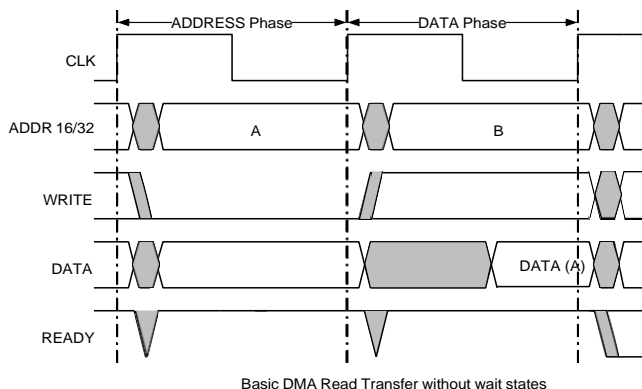 ADDRESS Phase DATA Phase
CLK
ADDR 16/32 A B
WRITE
DATA DATA (A)
READY
Basic DMA Read Transfer without wait states